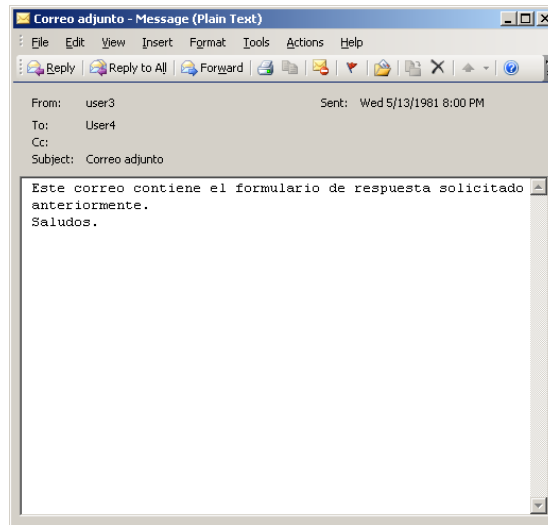 Correo adjunto - Message (Plain Text)
File Edit View Insert Format Tools Actions Help
Reply Reply to All Forward
From: user3 Sent: Wed 5/13/1981 8:00 PM
To: User4
Cc:
Subject: Correo adjunto
Este correo contiene el formulario de respuesta solicitado
anteriormente.
Saludos.